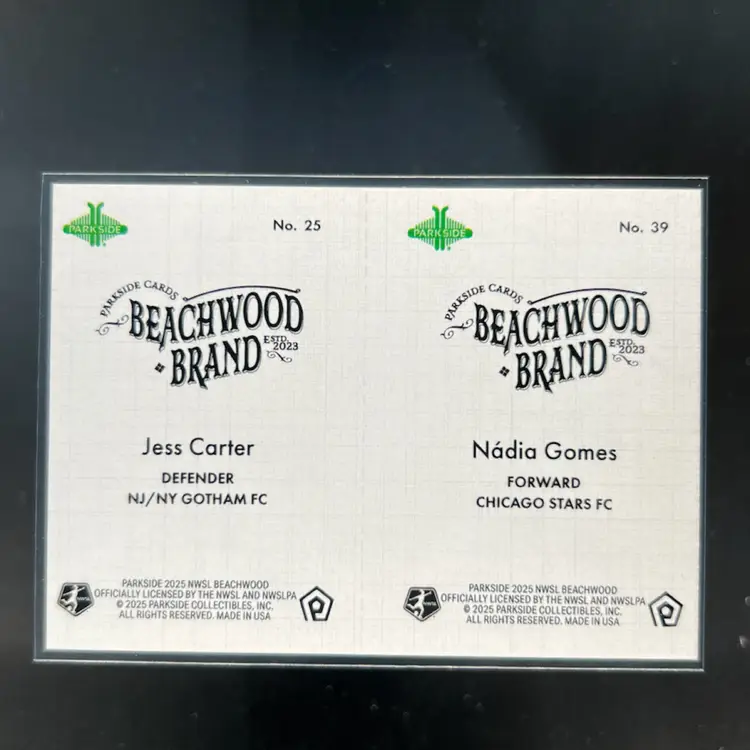 PARKSIDE
No. 25
PARKSIDE CARDS
BEACHWOOD
BRAND
ESTD.
2023
Jess Carter
DEFENDER
NJ/NY GOTHAM FC
PARKSIDE 2025 NWSL BEACHWOOD
OFFICIALLY LICENSED BY THE NWSL AND NWSLPA
© 2025 PARKSIDE COLLECTIBLES, INC.
ALL RIGHTS RESERVED. MADE IN USA
NWSL
PARKSIDE
No. 39
PARKSIDE CARDS
BEACHWOOD
BRAND
ESTD.
2023
Nádia Gomes
FORWARD
CHICAGO STARS FC
PARKSIDE 2025 NWSL BEACHWOOD
OFFICIALLY LICENSED BY THE NWSL AND NWSLPA
© 2025 PARKSIDE COLLECTIBLES, INC.
ALL RIGHTS RESERVED. MADE IN USA
NWSL